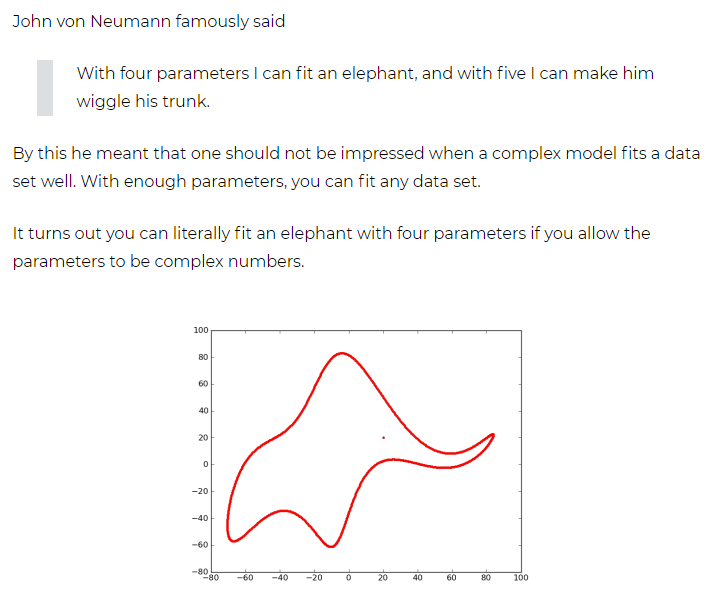 John von Neumann famously said
With four parameters I can fit an elephant, and with five I can make him
wiggle his trunk.
By this he meant that one should not be impressed when a complex model fits a data
set well. With enough parameters, you can fit any data set.
It turns out you can literally fit an elephant with four parameters if you allow the
parameters to be complex numbers.
100
80
60
40
20
0
−20
−40
−60
−80
−80 −60 −40 −20 0 20 40 60 80 100